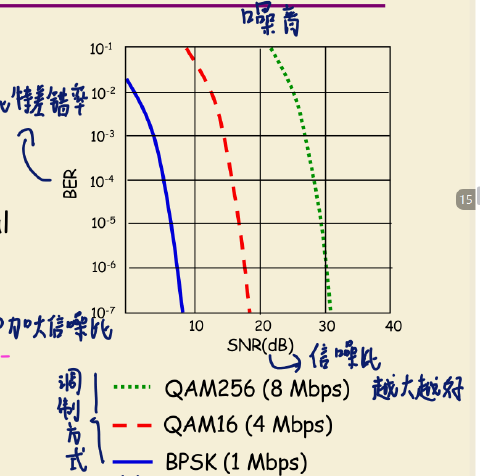 噪音
10-1
10-2
特差错率
10-3
10-4
BER
15
10-5
10-6
加大信噪比
10-7
10 20 30 40
SNR(dB)
信噪比
QAM256 (8 Mbps) 越大越好
调制方式
QAM16 (4 Mbps)
BPSK (1 Mbps)